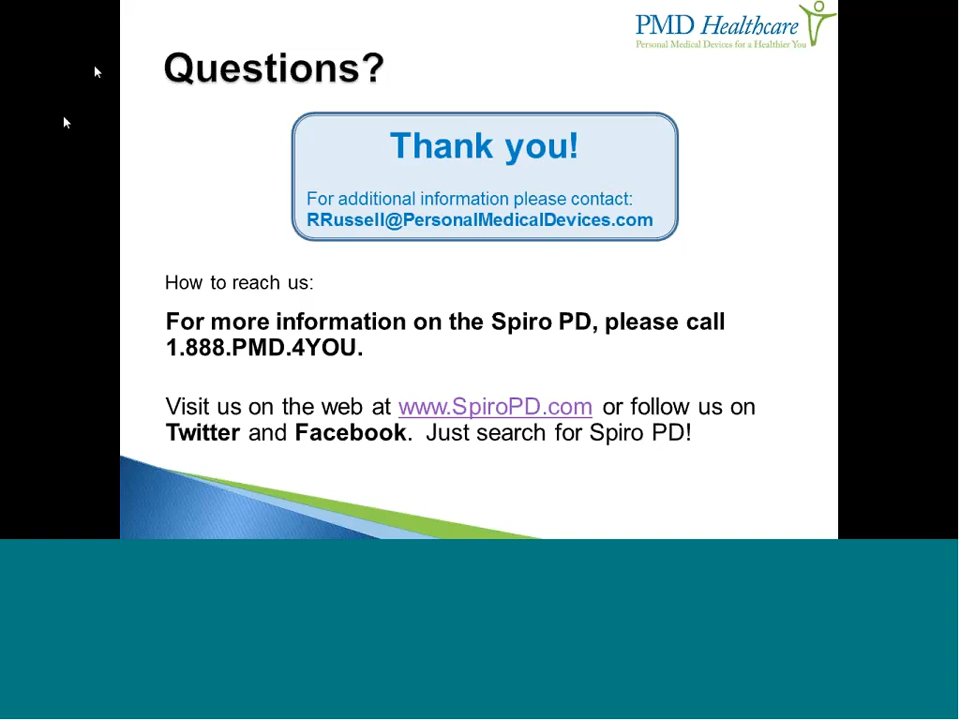 PMD Healthcare
Personal Medical Devices for a Healthier You
Questions?
Thank you!
For additional information please contact:
RRussell@PersonalMedicalDevices.com
How to reach us:
For more information on the Spiro PD, please call
1.888.PMD.4YOU.
Visit us on the web at www.SpiroPD.com or follow us on
Twitter and Facebook.  Just search for Spiro PD!